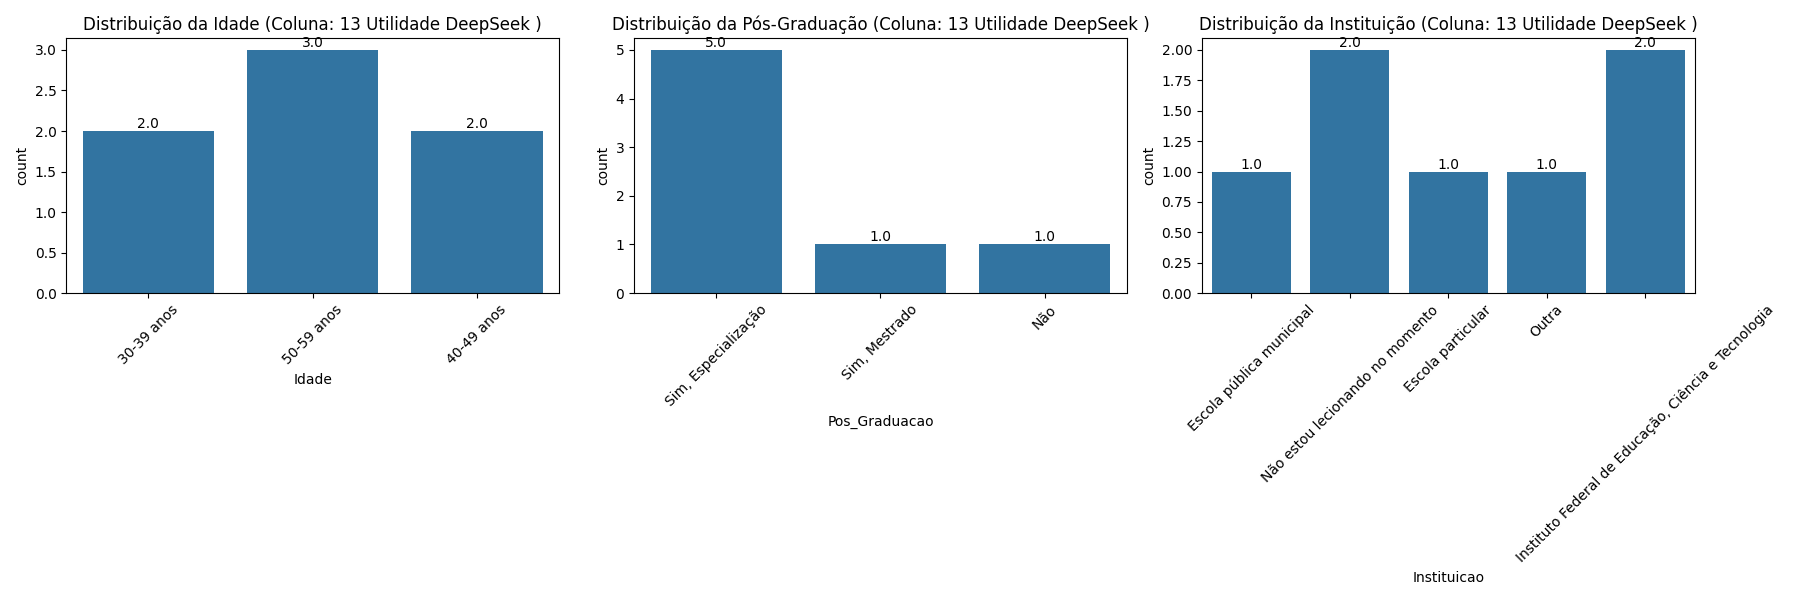 Distribuição da Idade (Coluna: 13 Utilidade DeepSeek )
3.0
2.5
2.0
1.5
1.0
0.5
0.0
count
2.0
3.0
2.0
30-39 anos
50-59 anos
40-49 anos
Idade
Distribuição da Pós-Graduação (Coluna: 13 Utilidade DeepSeek )
5
4
3
2
1
0
count
5.0
1.0
1.0
Sim, Especialização
Sim, Mestrado
Não
Pos_Graduacao
Distribuição da Instituição (Coluna: 13 Utilidade DeepSeek )
2.00
1.75
1.50
1.25
1.00
0.75
0.50
0.25
0.00
count
1.0
2.0
1.0
1.0
2.0
Escola pública municipal
Não estou lecionando no momento
Escola particular
Outra
Instituto Federal de Educação, Ciência e Tecnologia
Instituicao